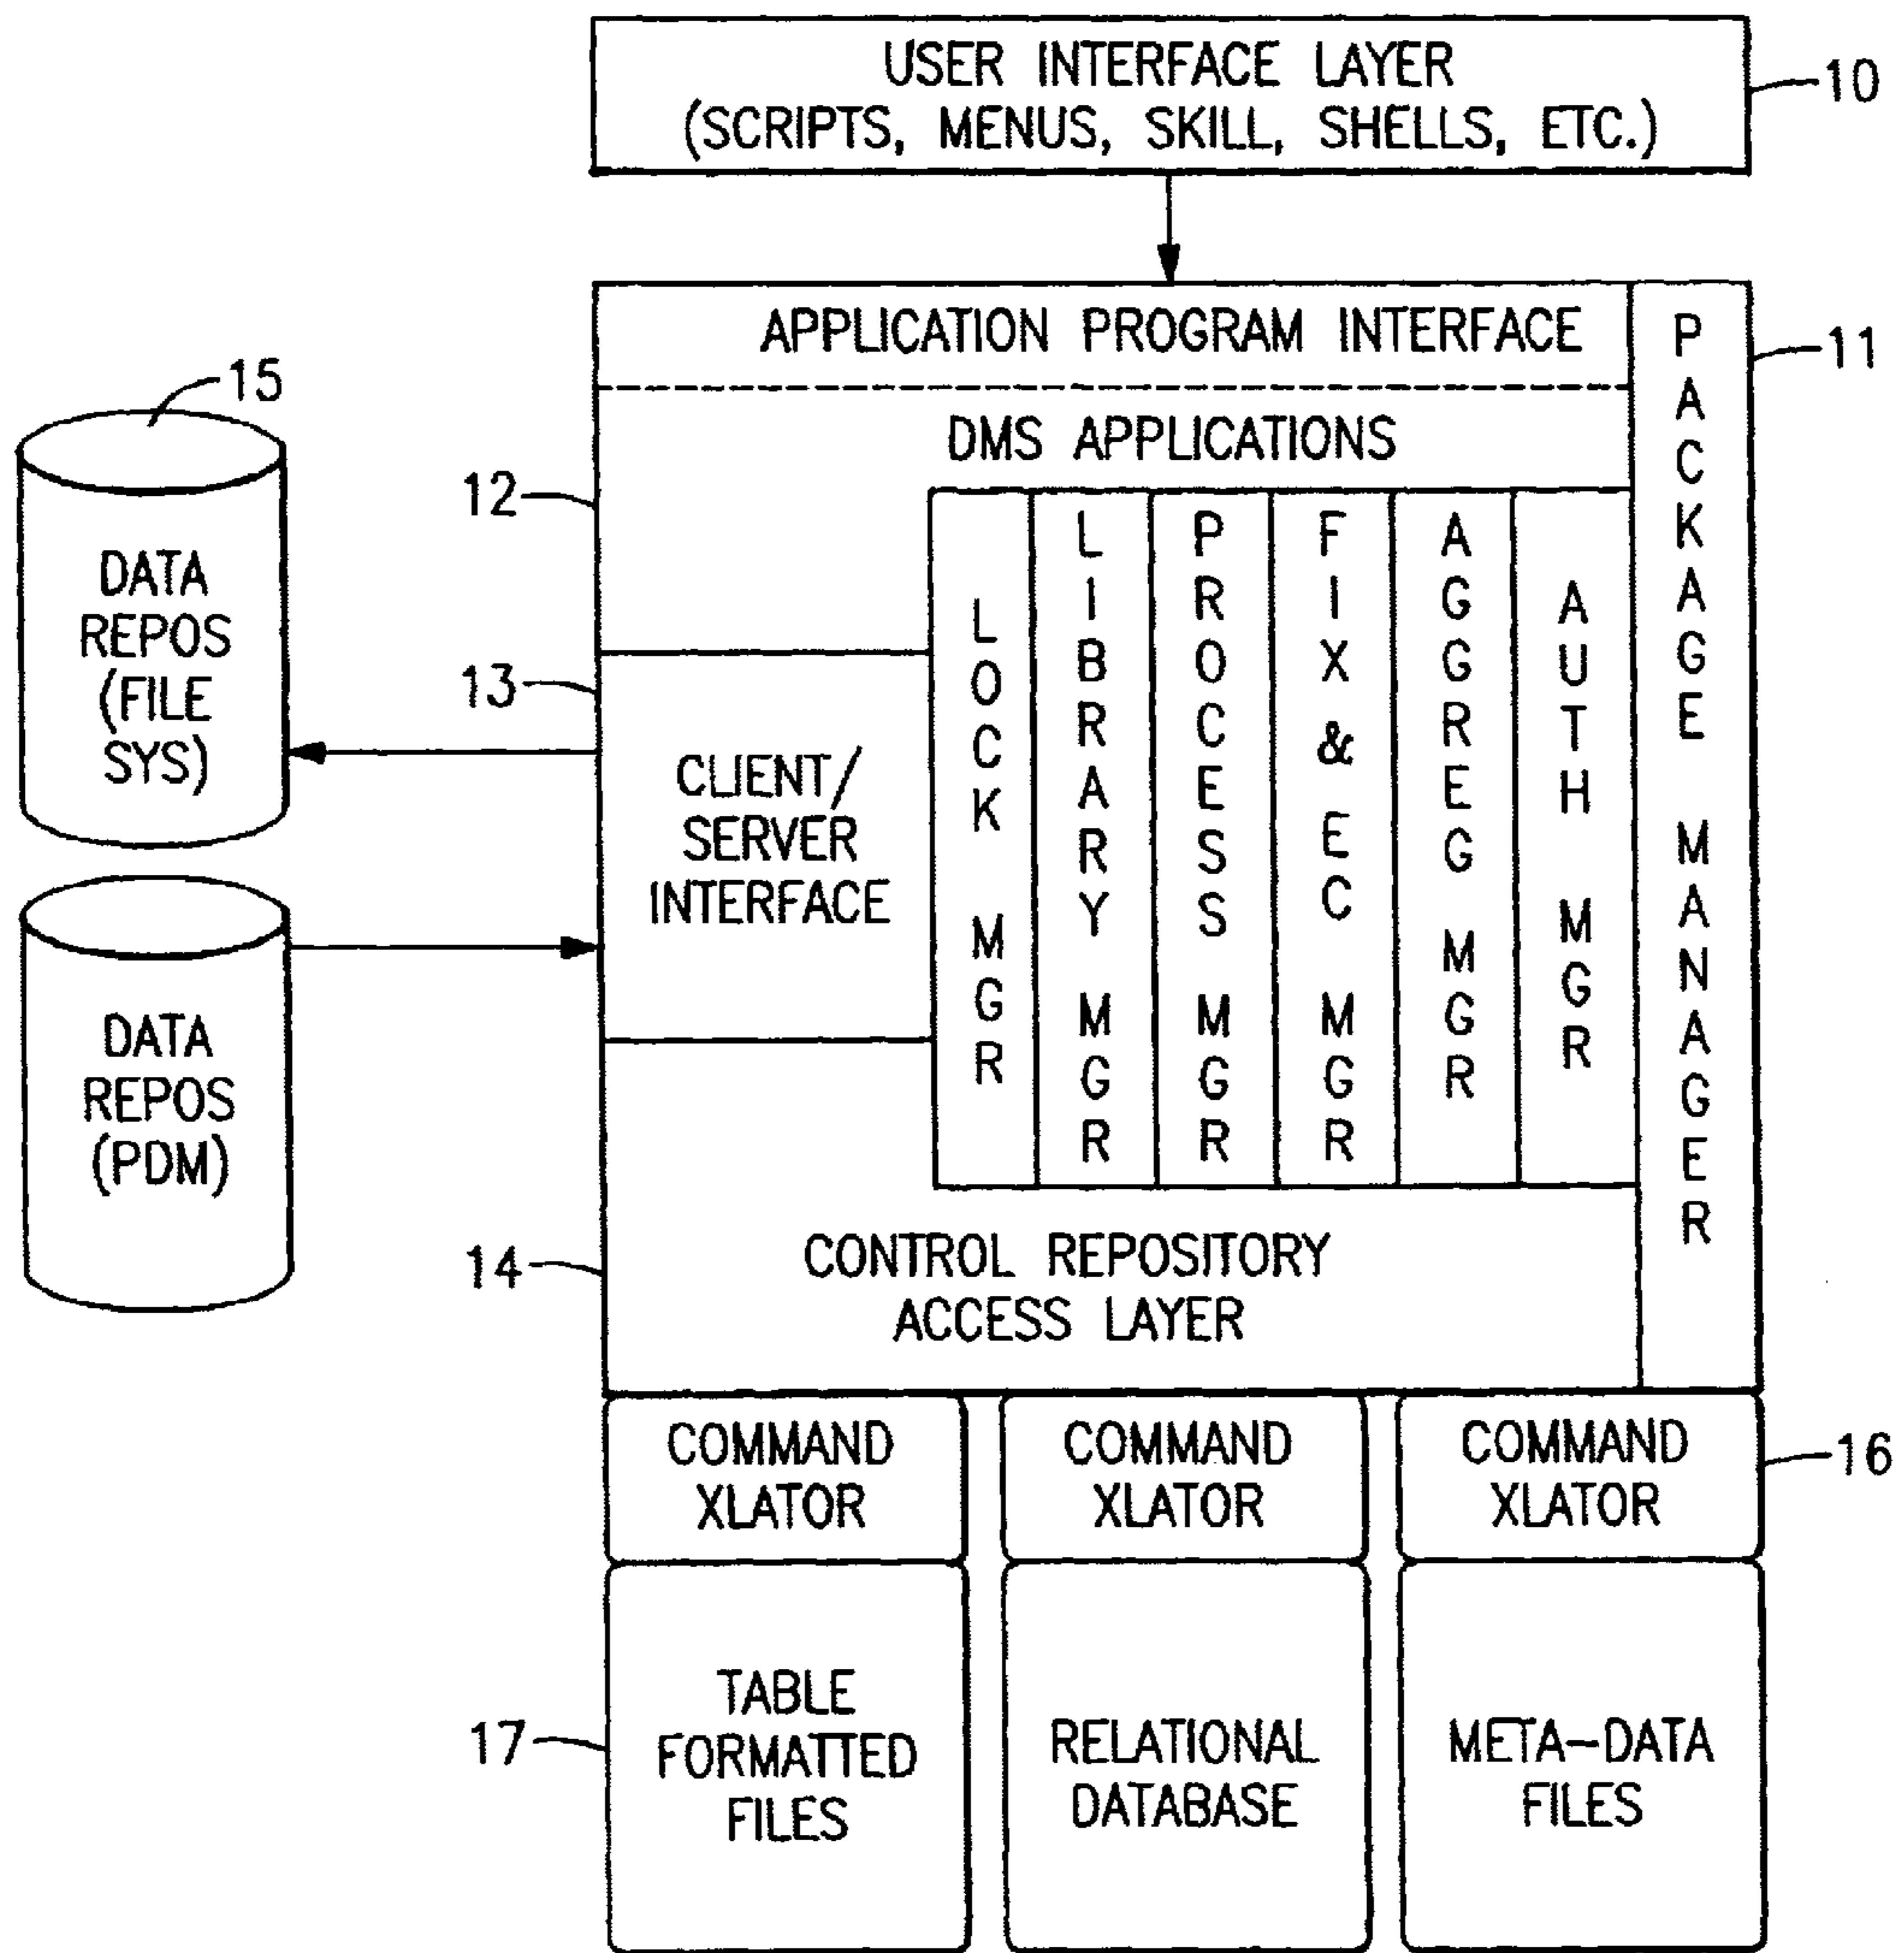 USER INTERFACE LAYER
(SCRIPTS, MENUS, SKILL, SHELLS, ETC.)
10
APPLICATION PROGRAM INTERFACE
11
PACKAGE MANAGER
15
DMS APPLICATIONS
12
DATA
REPOS
(FILE
SYS)
13
CLIENT/
SERVER
INTERFACE
LOCK MGR
LIBRARY MGR
PROCESS MGR
FIX & EC MGR
AGGREG MGR
AUTH MGR
DATA
REPOS
(PDM)
14
CONTROL REPOSITORY
ACCESS LAYER
COMMAND
XLATOR
COMMAND
XLATOR
COMMAND
XLATOR
16
17
TABLE
FORMATTED
FILES
RELATIONAL
DATABASE
META-DATA
FILES